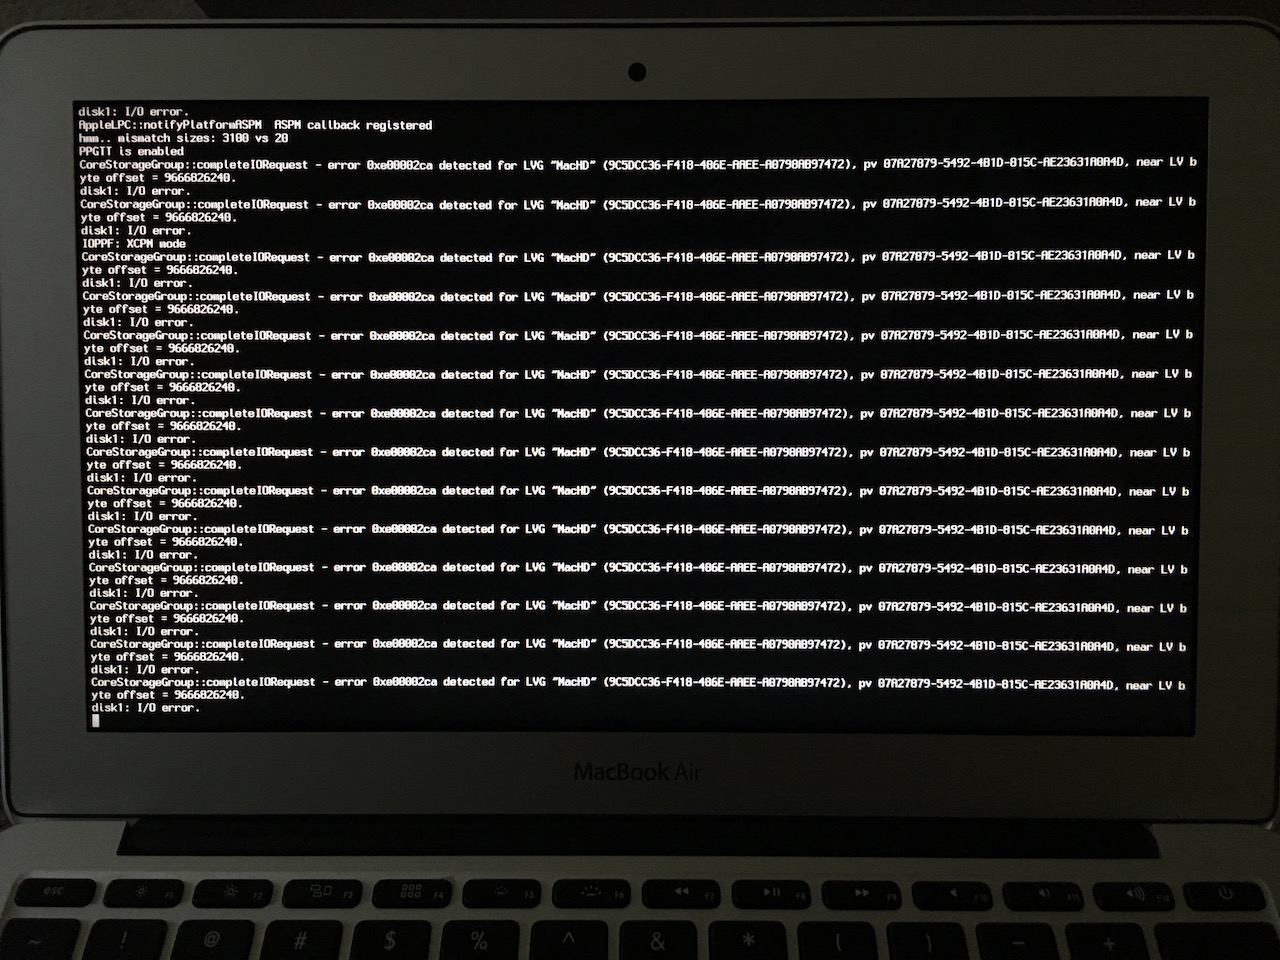 disk1: I/O error.
AppleLPC::notifyPlatformASPM  ASPM callback registered
hmm.. mismatch sizes: 3100 vs 20
PPGTT is enabled
CoreStorageGroup::completeIORequest - error 0xe00002ca detected for LVG "MacHD" (9C5DCC36-F418-486E-AAEE-A0798AB97472), pv 07A27879-5492-4B1D-815C-AE23631A0A4D, near LV b
yte offset = 9666826240.
disk1: I/O error.
CoreStorageGroup::completeIORequest - error 0xe00002ca detected for LVG "MacHD" (9C5DCC36-F418-486E-AAEE-A0798AB97472), pv 07A27879-5492-4B1D-815C-AE23631A0A4D, near LV b
yte offset = 9666826240.
disk1: I/O error.
IOPPF: XCPM mode
CoreStorageGroup::completeIORequest - error 0xe00002ca detected for LVG "MacHD" (9C5DCC36-F418-486E-AAEE-A0798AB97472), pv 07A27879-5492-4B1D-815C-AE23631A0A4D, near LV b
yte offset = 9666826240.
disk1: I/O error.
CoreStorageGroup::completeIORequest - error 0xe00002ca detected for LVG "MacHD" (9C5DCC36-F418-486E-AAEE-A0798AB97472), pv 07A27879-5492-4B1D-815C-AE23631A0A4D, near LV b
yte offset = 9666826240.
disk1: I/O error.
CoreStorageGroup::completeIORequest - error 0xe00002ca detected for LVG "MacHD" (9C5DCC36-F418-486E-AAEE-A0798AB97472), pv 07A27879-5492-4B1D-815C-AE23631A0A4D, near LV b
yte offset = 9666826240.
disk1: I/O error.
CoreStorageGroup::completeIORequest - error 0xe00002ca detected for LVG "MacHD" (9C5DCC36-F418-486E-AAEE-A0798AB97472), pv 07A27879-5492-4B1D-815C-AE23631A0A4D, near LV b
yte offset = 9666826240.
disk1: I/O error.
CoreStorageGroup::completeIORequest - error 0xe00002ca detected for LVG "MacHD" (9C5DCC36-F418-486E-AAEE-A0798AB97472), pv 07A27879-5492-4B1D-815C-AE23631A0A4D, near LV b
yte offset = 9666826240.
disk1: I/O error.
CoreStorageGroup::completeIORequest - error 0xe00002ca detected for LVG "MacHD" (9C5DCC36-F418-486E-AAEE-A0798AB97472), pv 07A27879-5492-4B1D-815C-AE23631A0A4D, near LV b
yte offset = 9666826240.
disk1: I/O error.
CoreStorageGroup::completeIORequest - error 0xe00002ca detected for LVG "MacHD" (9C5DCC36-F418-486E-AAEE-A0798AB97472), pv 07A27879-5492-4B1D-815C-AE23631A0A4D, near LV b
yte offset = 9666826240.
disk1: I/O error.
CoreStorageGroup::completeIORequest - error 0xe00002ca detected for LVG "MacHD" (9C5DCC36-F418-486E-AAEE-A0798AB97472), pv 07A27879-5492-4B1D-815C-AE23631A0A4D, near LV b
yte offset = 9666826240.
disk1: I/O error.
CoreStorageGroup::completeIORequest - error 0xe00002ca detected for LVG "MacHD" (9C5DCC36-F418-486E-AAEE-A0798AB97472), pv 07A27879-5492-4B1D-815C-AE23631A0A4D, near LV b
yte offset = 9666826240.
disk1: I/O error.
CoreStorageGroup::completeIORequest - error 0xe00002ca detected for LVG "MacHD" (9C5DCC36-F418-486E-AAEE-A0798AB97472), pv 07A27879-5492-4B1D-815C-AE23631A0A4D, near LV b
yte offset = 9666826240.
disk1: I/O error.
CoreStorageGroup::completeIORequest - error 0xe00002ca detected for LVG "MacHD" (9C5DCC36-F418-486E-AAEE-A0798AB97472), pv 07A27879-5492-4B1D-815C-AE23631A0A4D, near LV b
yte offset = 9666826240.
disk1: I/O error.
CoreStorageGroup::completeIORequest - error 0xe00002ca detected for LVG "MacHD" (9C5DCC36-F418-486E-AAEE-A0798AB97472), pv 07A27879-5492-4B1D-815C-AE23631A0A4D, near LV b
yte offset = 9666826240.
disk1: I/O error.
MacBook Air
esc F1 F2 F3 F4 F5 F6 F7 F8 F9 F10 F11 F12
~ ! @ # $ % ^ & * ( ) - +